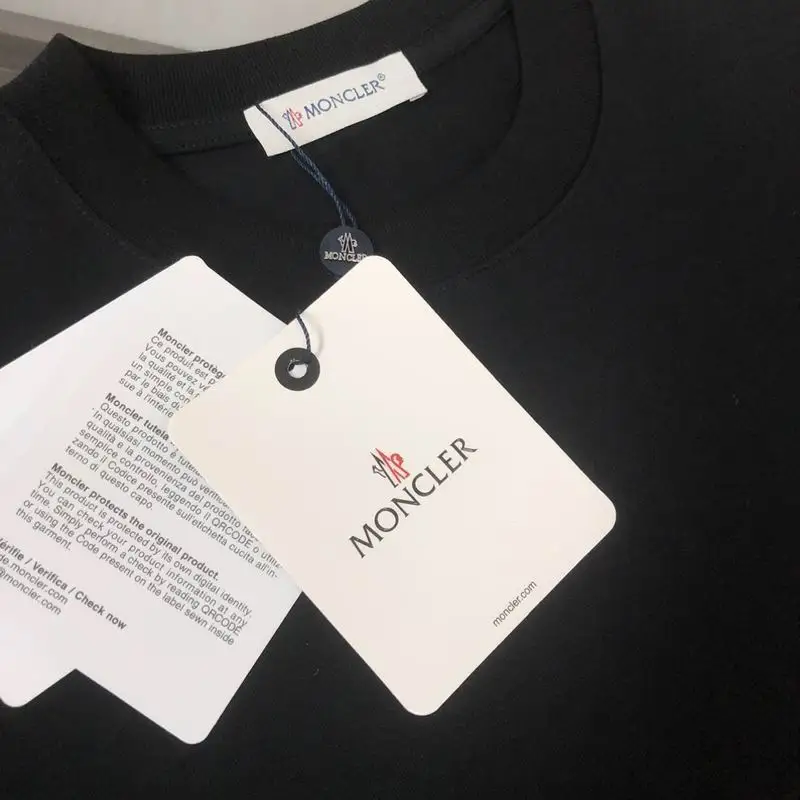 MONCLER®
MONCLER
Moncler protège
Ce produit est
Vous pouvez
la qualité et la
un simple
par le biais du
sue à l'intérie
Moncler tutela
Questo prodotto è tutela
in qualsiasi momento può verific
qualità e la provenienza del prodotto
semplice controllo, leggendo il QRCODE o
zando il Codice presente sull'etichetta cucita all'in-
terno di questo capo.
Moncler protects the original product.
This product is protected by its own digital identity.
You can check your product information at any
time. Simply perform a check by reading QRCODE
or using the Code present on the label sewn inside
this garment.
Vérifie / Verifica / Check now
de.moncler.com
@moncler.com
MONCLER
moncler.com